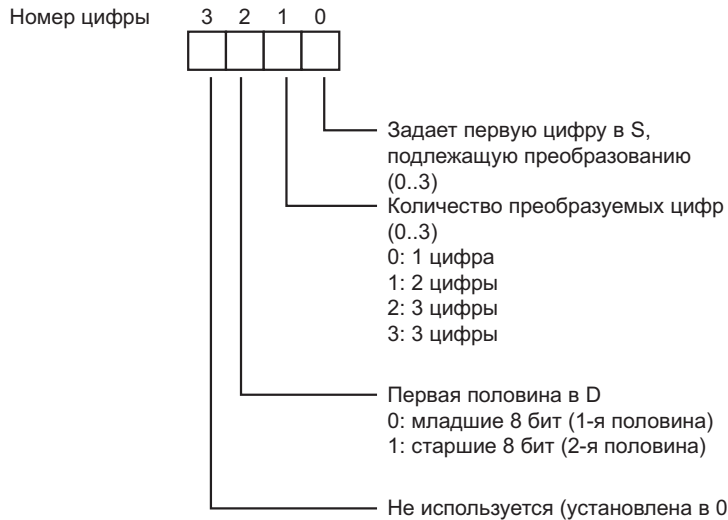 Номер цифры 3 2 1 0
Задает первую цифру в S,
подлежащую преобразованию
(0..3)
Количество преобразуемых цифр
(0..3)
0: 1 цифра
1: 2 цифры
2: 3 цифры
3: 3 цифры
Первая половина в D
0: младшие 8 бит (1-я половина)
1: старшие 8 бит (2-я половина)
Не используется (установлена в 0